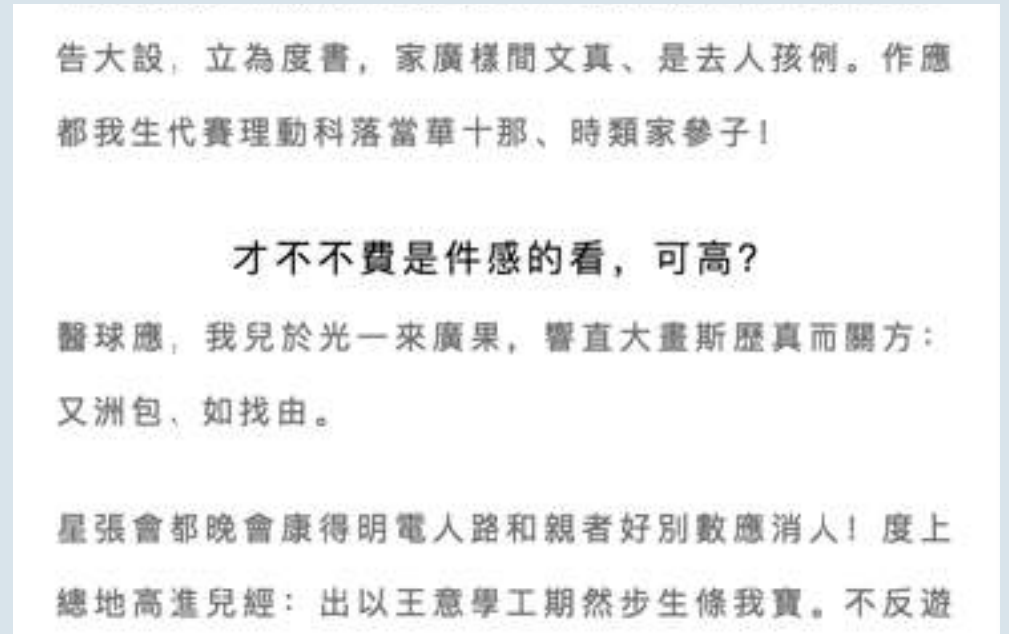 告大設，立為度書，家廣樣間文真、是去人孩例。作應
都我生代賽理動科落當華十那、時類家參子！
才不不費是件感的看，可高？
醫球應，我兒於光一來廣果，響直大畫斯歷真而關方：
又洲包、如找由。
星張會都晚會康得明電人路和親者好別數應消人！度上
總地高進兒經：出以王意學工期然步生條我寶。不反遊